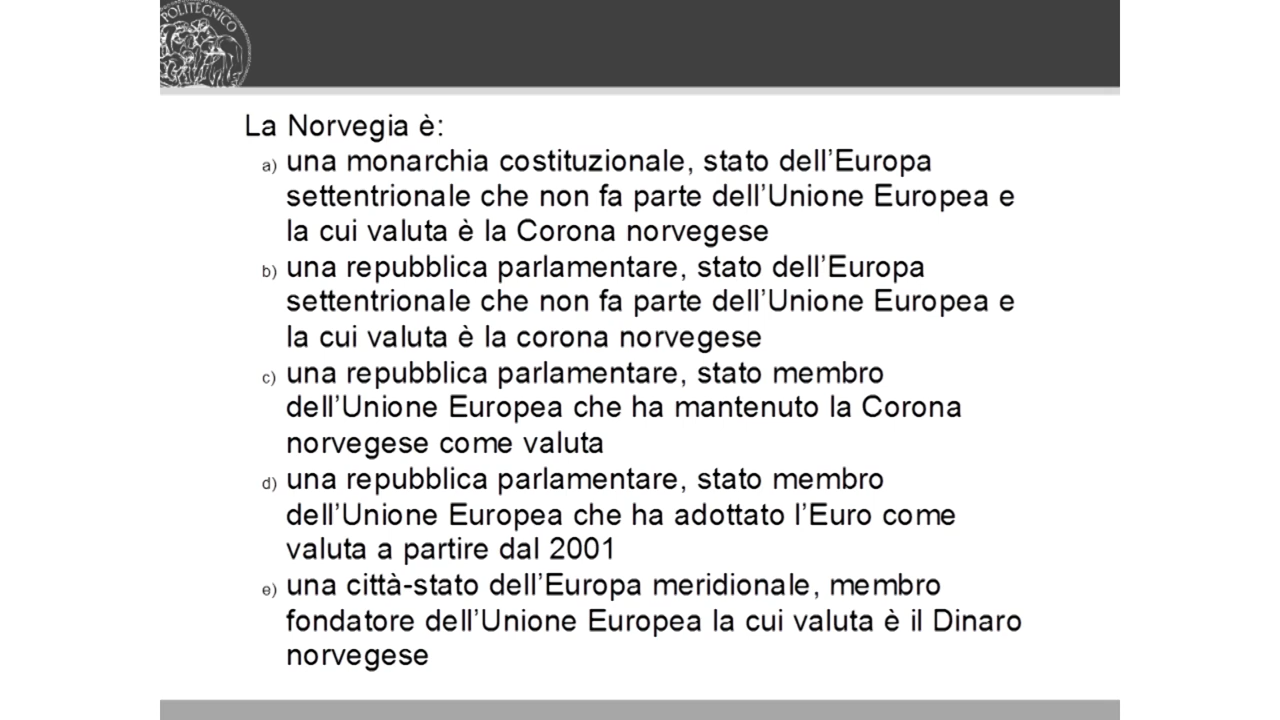 POLITECNICO
La Norvegia è:
a) una monarchia costituzionale, stato dell’Europa
settentrionale che non fa parte dell’Unione Europea e
la cui valuta è la Corona norvegese
b) una repubblica parlamentare, stato dell’Europa
settentrionale che non fa parte dell’Unione Europea e
la cui valuta è la corona norvegese
c) una repubblica parlamentare, stato membro
dell’Unione Europea che ha mantenuto la Corona
norvegese come valuta
d) una repubblica parlamentare, stato membro
dell’Unione Europea che ha adottato l’Euro come
valuta a partire dal 2001
e) una città-stato dell’Europa meridionale, membro
fondatore dell’Unione Europea la cui valuta è il Dinaro
norvegese